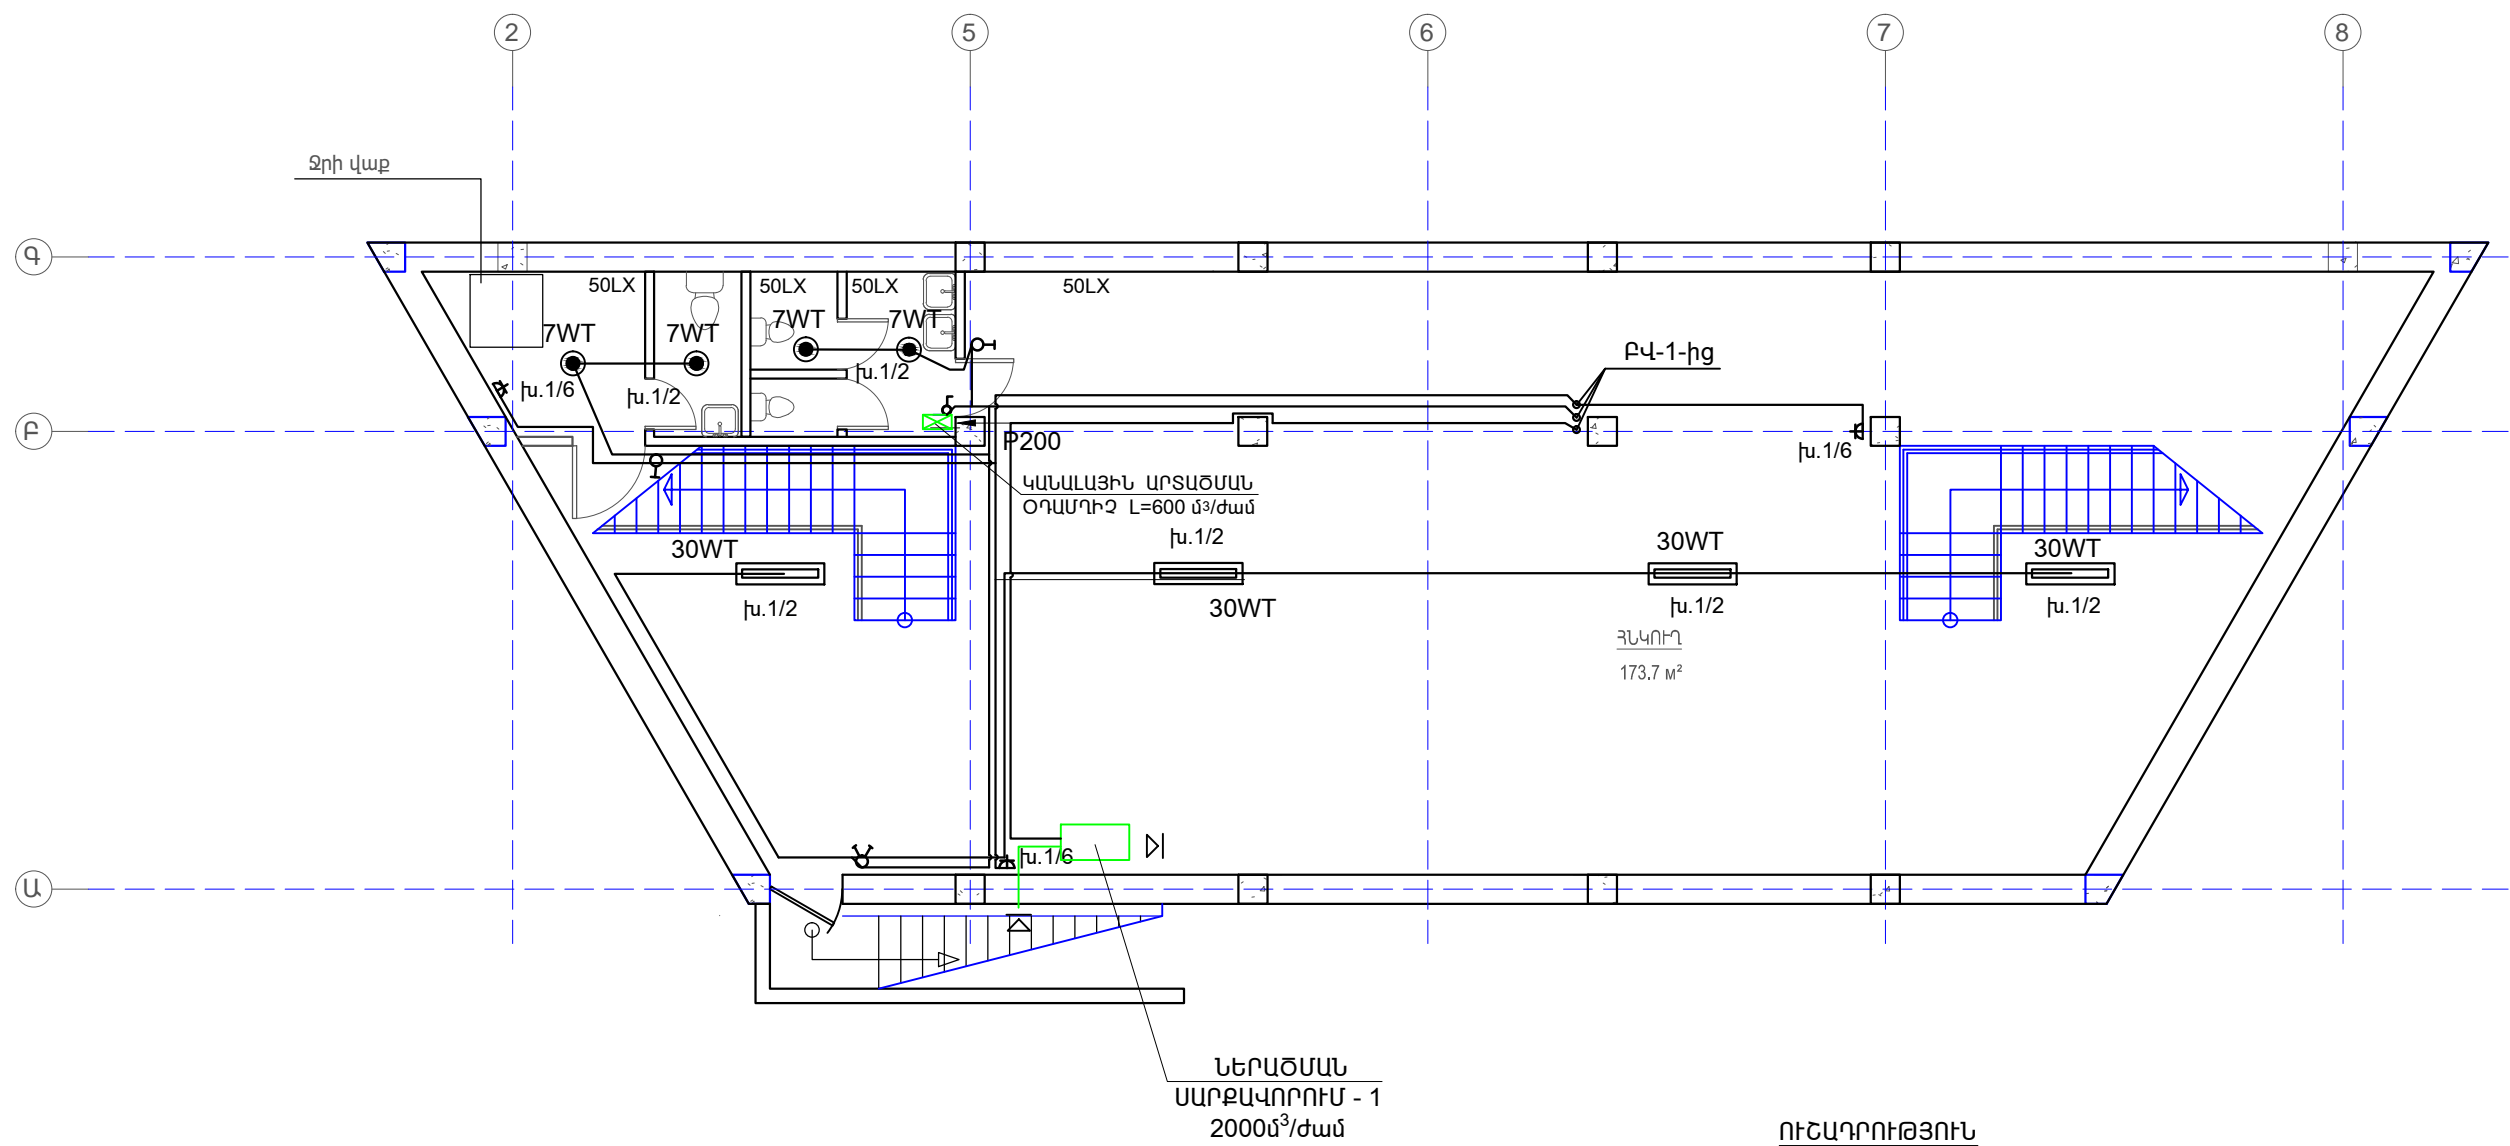 2
5
6
7
8
Ջրի վաք
Գ
50LX
50LX
50LX
50LX
7WT
7WT
7WT
7WT
ԲՎ-1-ից
խ.1/6
խ.1/2
խ.1/2
Բ
P200
խ.1/6
ԿԱՆԱԼԱՅԻՆ ԱՐՏԱԾՄԱՆ
ՕԴԱՄՂԻՉ L=600 մ³/ժամ
30WT
խ.1/2
30WT
30WT
խ.1/2
30WT
խ.1/2
խ.1/2
ՀՆԿՈՒՂ
173.7 м²
խ.1/6
Ա
ՆԵՐԱԾՄԱՆ
ՍԱՐՔԱՎՈՐՈՒՄ - 1
2000մ³/ժամ
ՈՒՇԱԴՐՈՒԹՅՈՒՆ